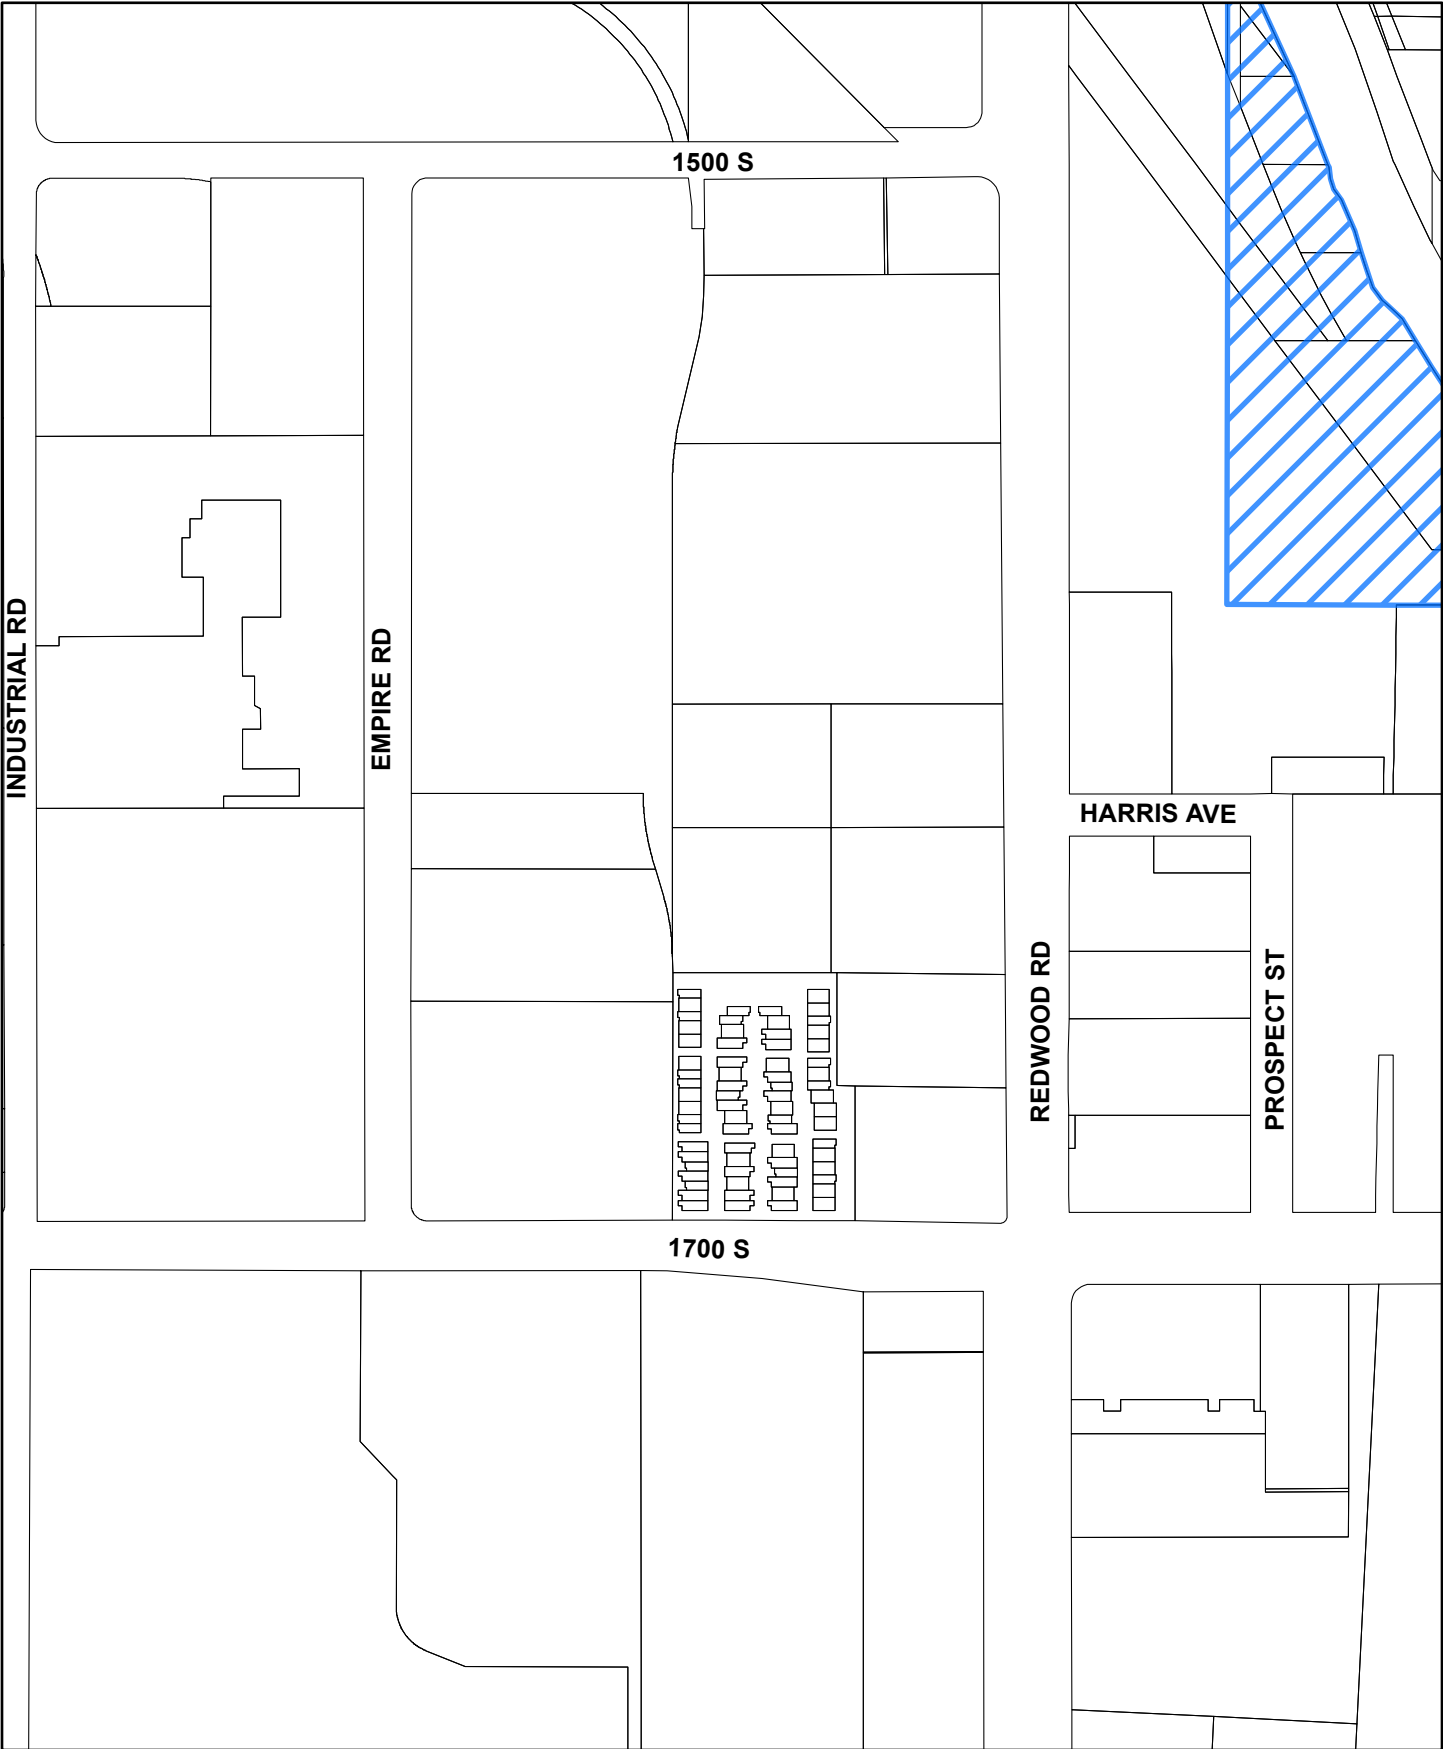 1500 S
INDUSTRIAL RD
EMPIRE RD
HARRIS AVE
REDWOOD RD
PROSPECT ST
1700 S